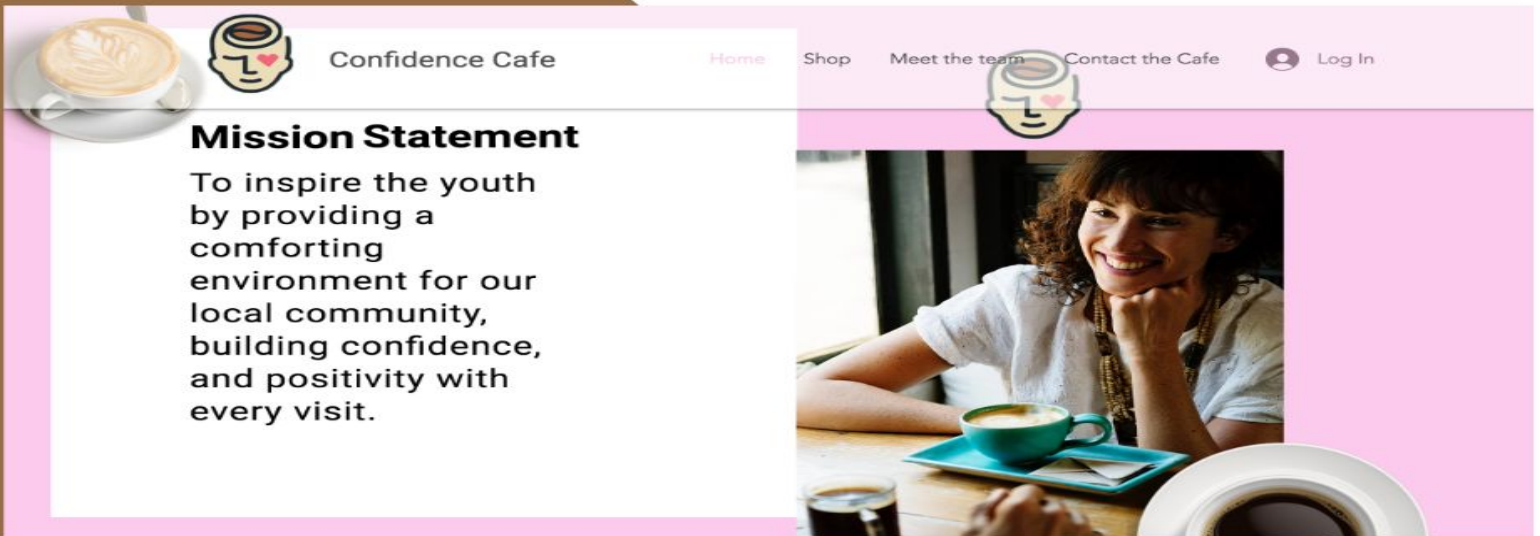 Confidence Cafe
Home Shop Meet the team Contact the Cafe Log In
Mission Statement
To inspire the youth
by providing a
comforting
environment for our
local community,
building confidence,
and positivity with
every visit.